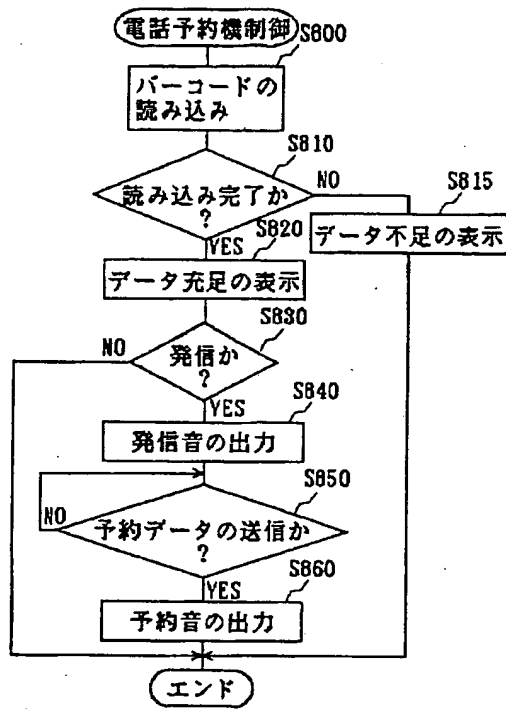 電話予約機制御
S800
バーコードの
読み込み
S810
読み込み完了か
?
NO
S815
データ不足の表示
YES
S820
データ充足の表示
S830
NO
発信か
?
YES
S840
発信音の出力
S850
NO
予約データの送信か
?
YES
S860
予約音の出力
エンド